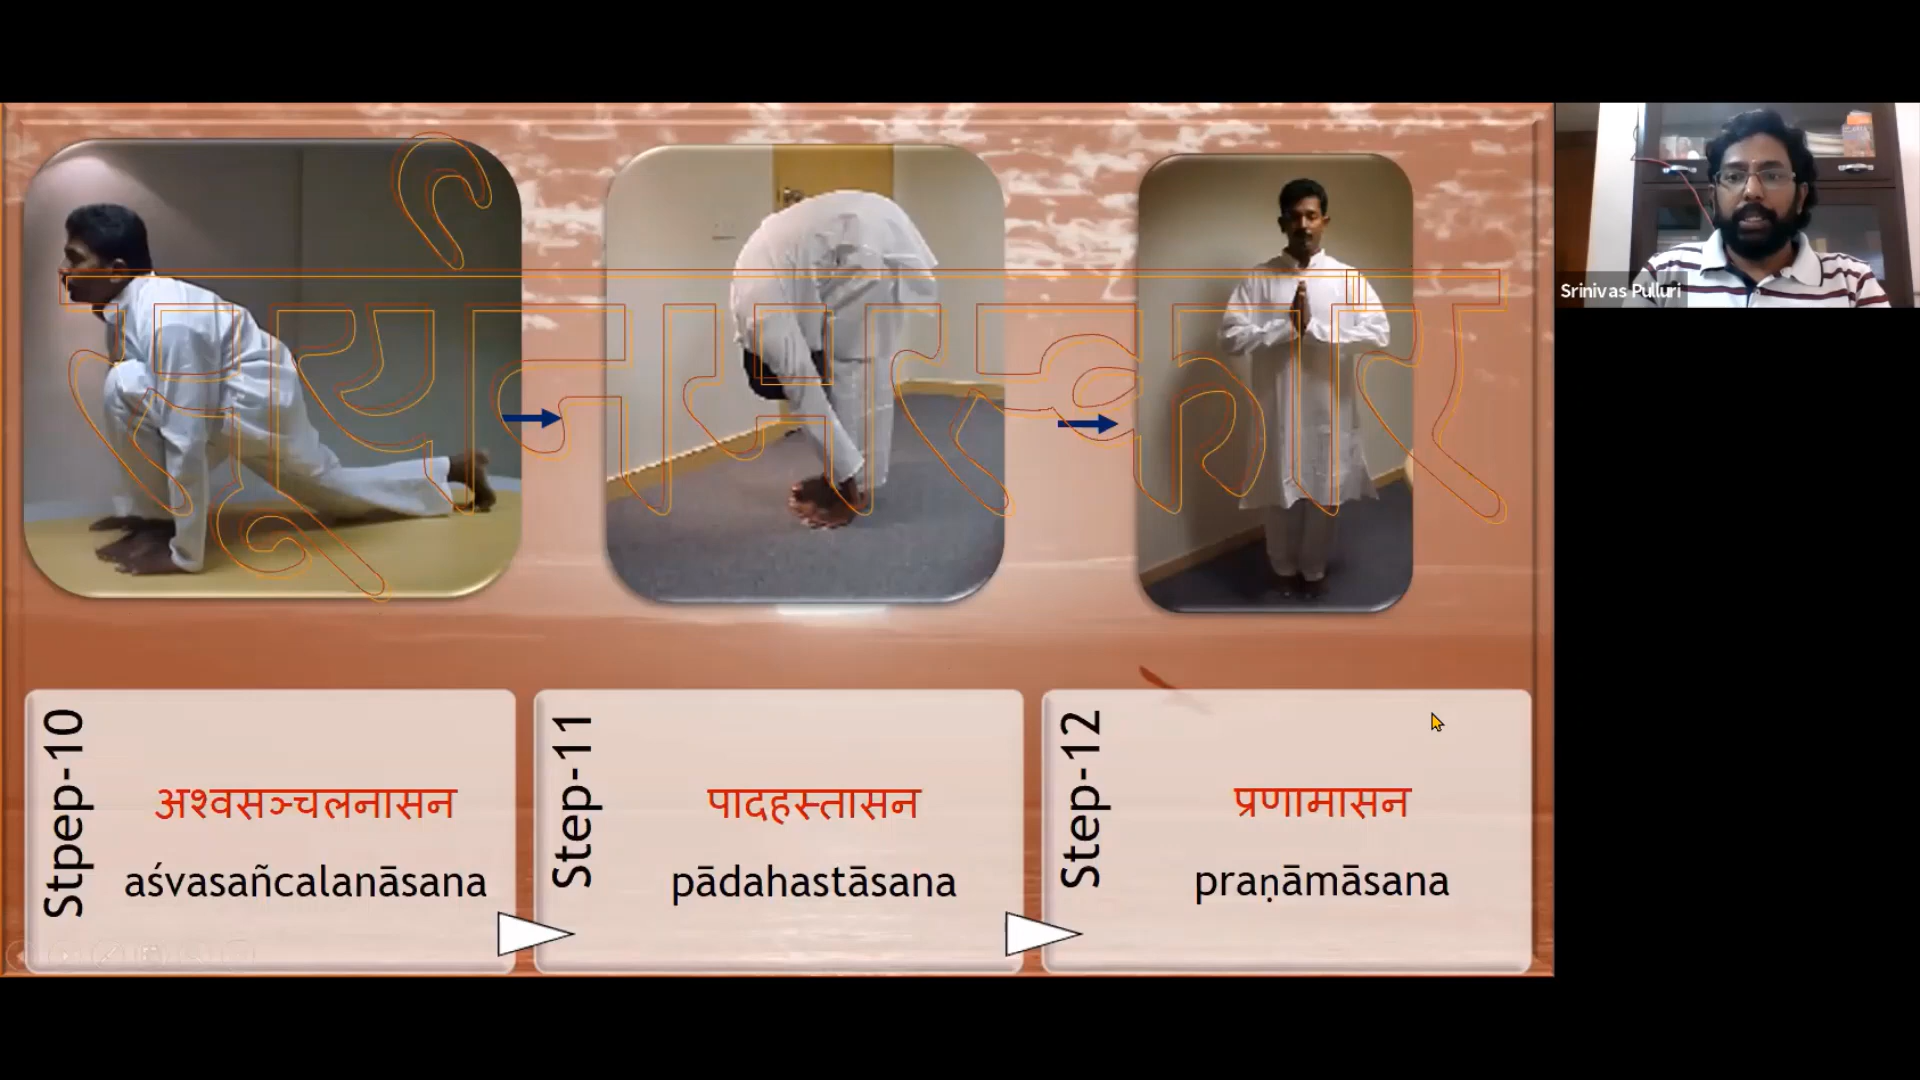 सूर्यनमस्कार
Srinivas Pulluri
Stpep-10
अश्वसञ्चलनासन
aśvasañcalanāsana
Step-11
पादहस्तासन
pādahastāsana
Step-12
प्रणामासन
praṇāmāsana